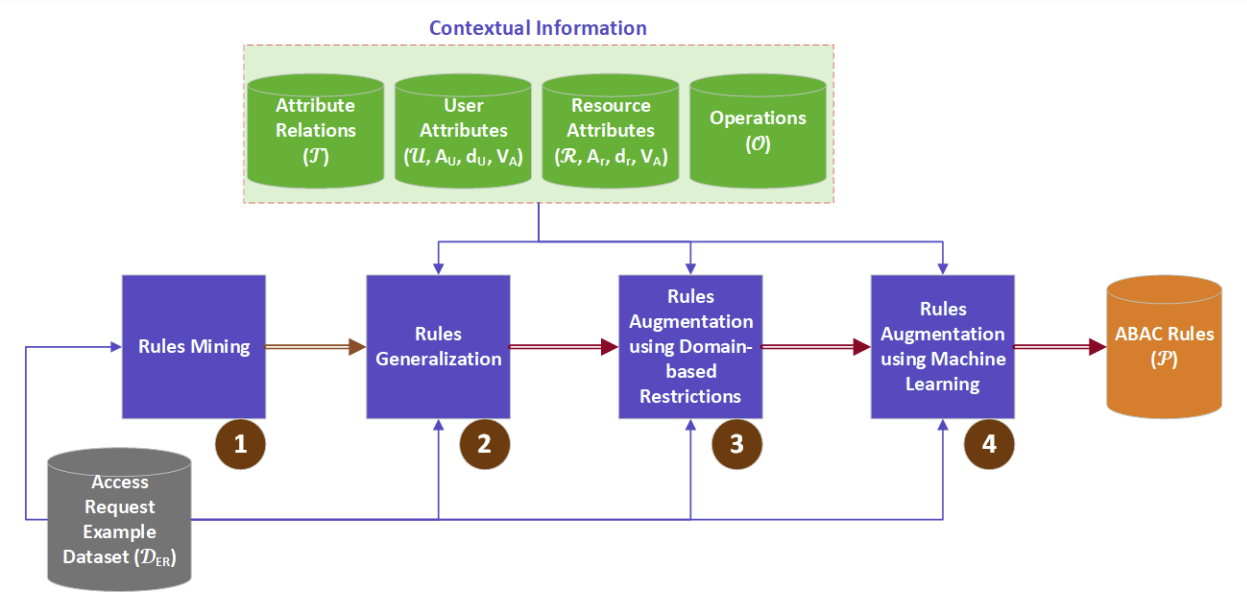 Contextual Information
Attribute
Relations
(𝒯)
User
Attributes
(𝒰, A_U, d_U, V_A)
Resource
Attributes
(ℛ, A_r, d_r, V_A)
Operations
(𝒪)
Rules Mining
1
Rules
Generalization
2
Rules
Augmentation
using Domain-
based
Restrictions
3
Rules
Augmentation
using Machine
Learning
4
ABAC Rules
(𝒫)
Access
Request
Example
Dataset (𝒟_ER)